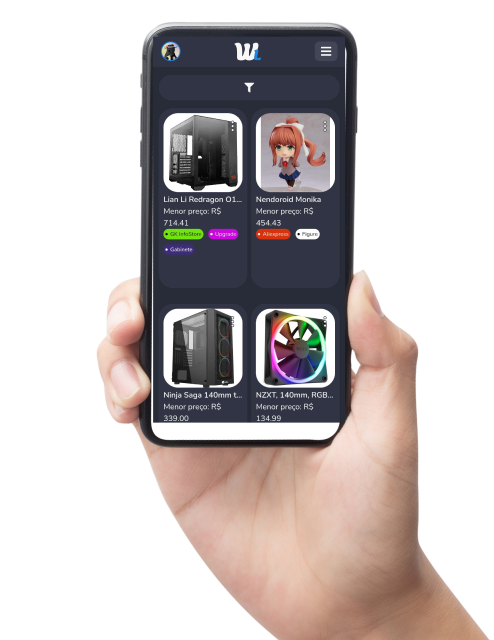 WL
Lian Li Redragon O1...
Menor preço: R$
714.41
GK InfoStore
Upgrade
Gabinete
Nendoroid Monika
Menor preço: R$
454.43
Aliexpress
Figure
Ninja Saga 140mm t...
Menor preço: R$
339.00
NZXT, 140mm, RGB...
Menor preço: R$
134.99